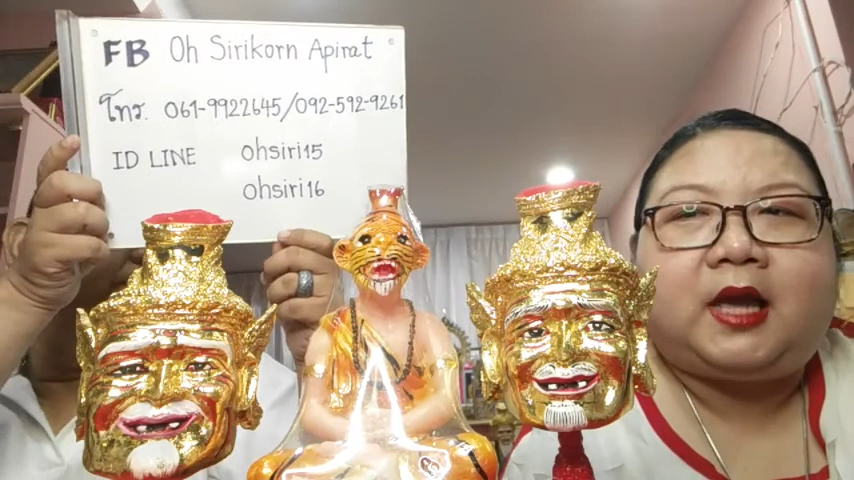 FB Oh Sirikorn Apirat
โทร. 061-9922645/092-592-9261
ID LINE ohsiri15
ohsiri16